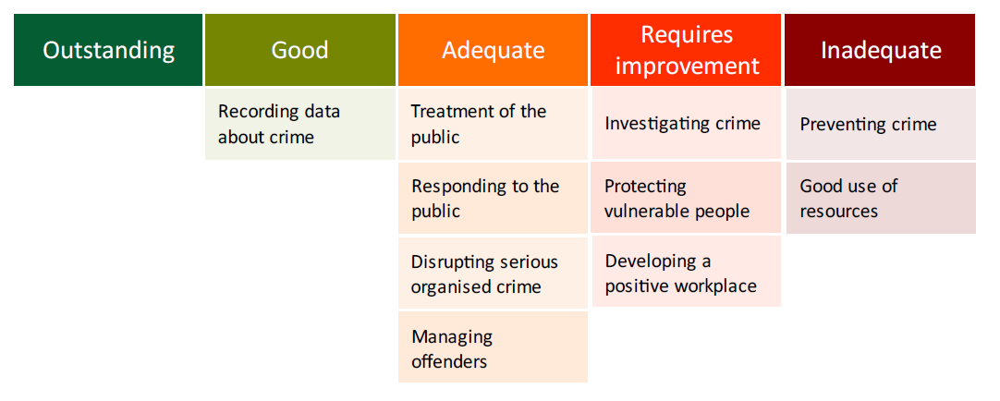 Outstanding
Good
Adequate
Requires
improvement
Inadequate
Recording data
about crime
Treatment of the
public
Investigating crime
Preventing crime
Responding to the
public
Protecting
vulnerable people
Good use of
resources
Disrupting serious
organised crime
Developing a
positive workplace
Managing
offenders